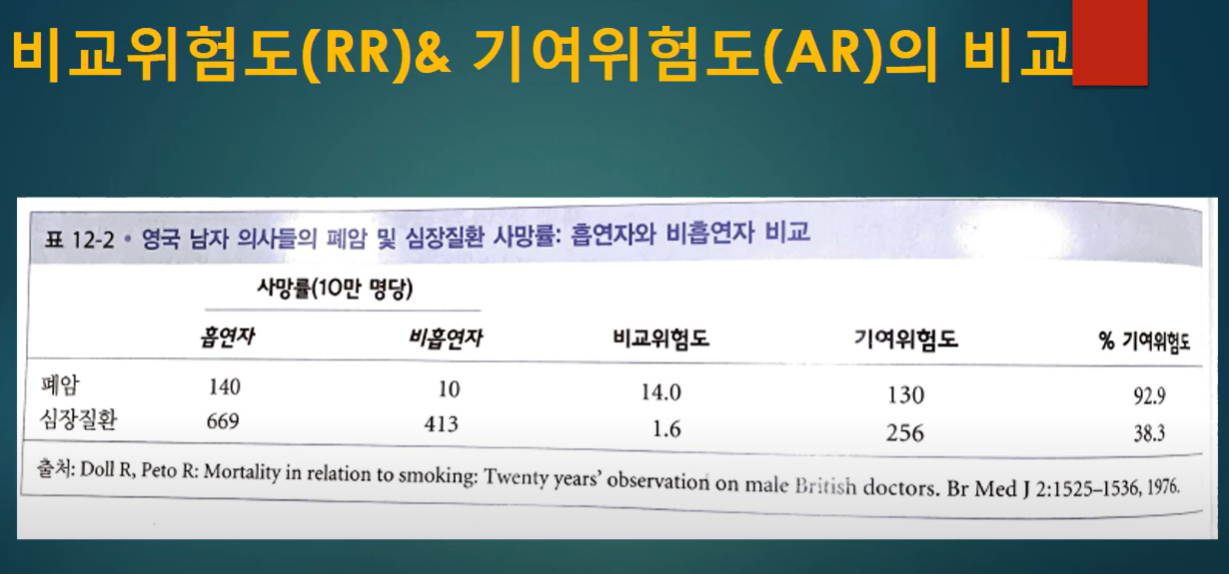 비교위험도(RR)& 기여위험도(AR)의 비교
표 12-2 • 영국 남자 의사들의 폐암 및 심장질환 사망률: 흡연자와 비흡연자 비교
사망률(10만 명당)
흡연자 비흡연자 비교위험도 기여위험도 % 기여위험도
폐암 140 10 14.0 130 92.9
심장질환 669 413 1.6 256 38.3
출처: Doll R, Peto R: Mortality in relation to smoking: Twenty years' observation on male British doctors. Br Med J 2:1525–1536, 1976.